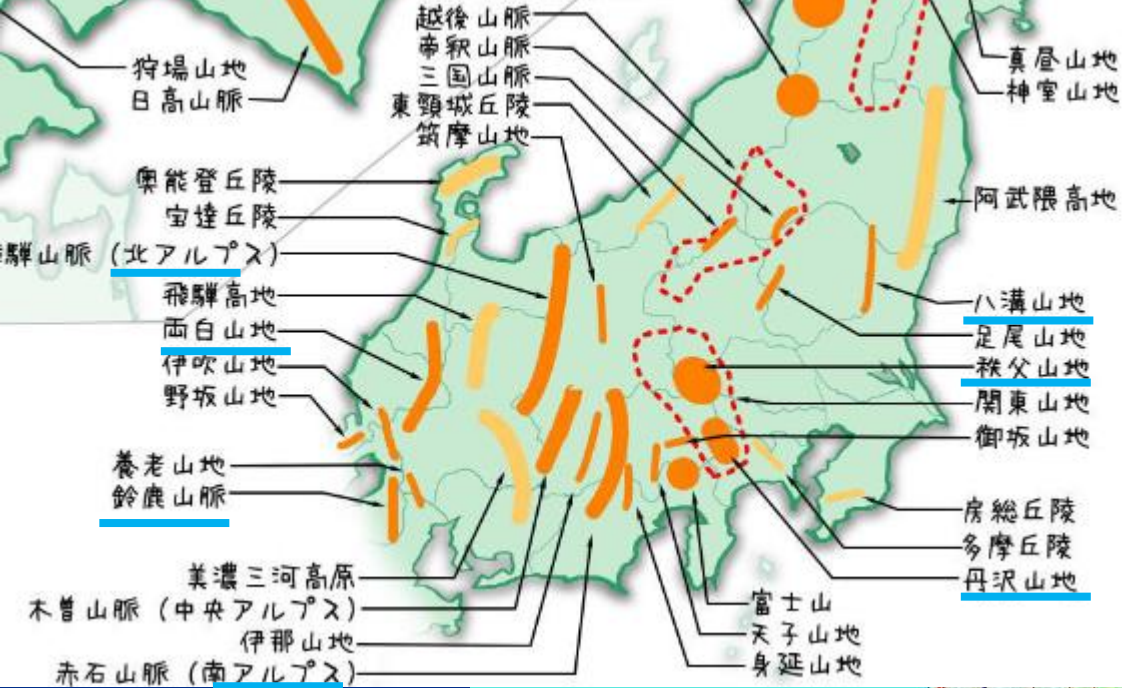 越後山脈
帝釈山脈
三国山脈
東頸城丘陵
筑摩山地
狩場山地
日高山脈
真昼山地
神室山地
奥能登丘陵
宝達丘陵
騨山脈（北アルプス）
飛騨高地
両白山地
伊吹山地
野坂山地
養老山地
鈴鹿山脈
阿武隈高地
八溝山地
足尾山地
秩父山地
関東山地
御坂山地
房総丘陵
多摩丘陵
丹沢山地
美濃三河高原
木曽山脈（中央アルプス）
伊那山地
赤石山脈（南アルプス）
富士山
天子山地
身延山地